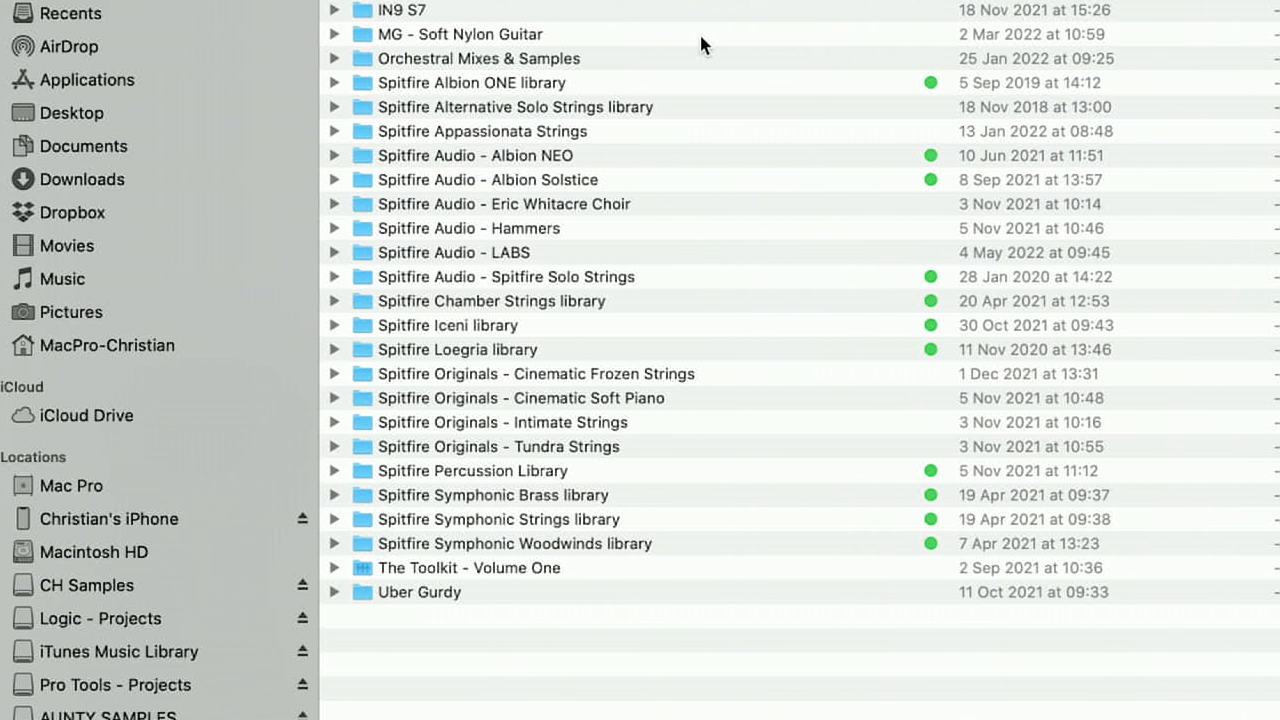 Recents
AirDrop
Applications
Desktop
Documents
Downloads
Dropbox
Movies
Music
Pictures
MacPro-Christian
iCloud
iCloud Drive
Locations
Mac Pro
Christian's iPhone
Macintosh HD
CH Samples
Logic - Projects
iTunes Music Library
Pro Tools - Projects
AUNTY SAMPLES
IN9 S7 18 Nov 2021 at 15:26
MG - Soft Nylon Guitar 2 Mar 2022 at 10:59
Orchestral Mixes & Samples 25 Jan 2022 at 09:25
Spitfire Albion ONE library 5 Sep 2019 at 14:12
Spitfire Alternative Solo Strings library 18 Nov 2018 at 13:00
Spitfire Appassionata Strings 13 Jan 2022 at 08:48
Spitfire Audio - Albion NEO 10 Jun 2021 at 11:51
Spitfire Audio - Albion Solstice 8 Sep 2021 at 13:57
Spitfire Audio - Eric Whitacre Choir 3 Nov 2021 at 10:14
Spitfire Audio - Hammers 5 Nov 2021 at 10:46
Spitfire Audio - LABS 4 May 2022 at 09:45
Spitfire Audio - Spitfire Solo Strings 28 Jan 2020 at 14:22
Spitfire Chamber Strings library 20 Apr 2021 at 12:53
Spitfire Iceni library 30 Oct 2021 at 09:43
Spitfire Loegria library 11 Nov 2020 at 13:46
Spitfire Originals - Cinematic Frozen Strings 1 Dec 2021 at 13:31
Spitfire Originals - Cinematic Soft Piano 5 Nov 2021 at 10:48
Spitfire Originals - Intimate Strings 3 Nov 2021 at 10:16
Spitfire Originals - Tundra Strings 3 Nov 2021 at 10:55
Spitfire Percussion Library 5 Nov 2021 at 11:12
Spitfire Symphonic Brass library 19 Apr 2021 at 09:37
Spitfire Symphonic Strings library 19 Apr 2021 at 09:38
Spitfire Symphonic Woodwinds library 7 Apr 2021 at 13:23
The Toolkit - Volume One 2 Sep 2021 at 10:36
Uber Gurdy 11 Oct 2021 at 09:33